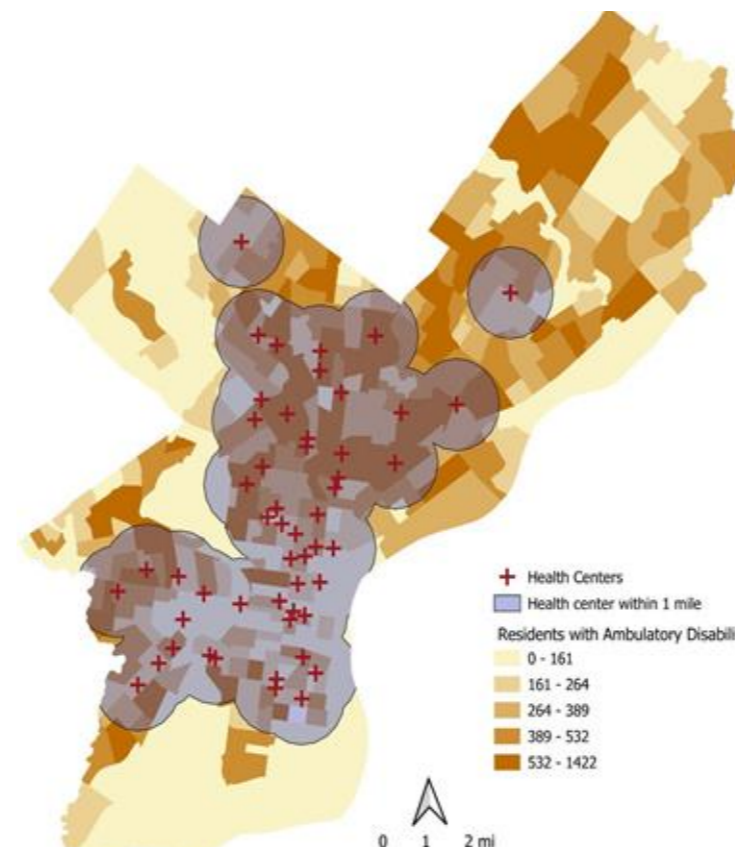 Health Centers
Health center within 1 mile
Residents with Ambulatory Disabili
0 - 161
161 - 264
264 - 389
389 - 532
532 - 1422
0 1 2 mi